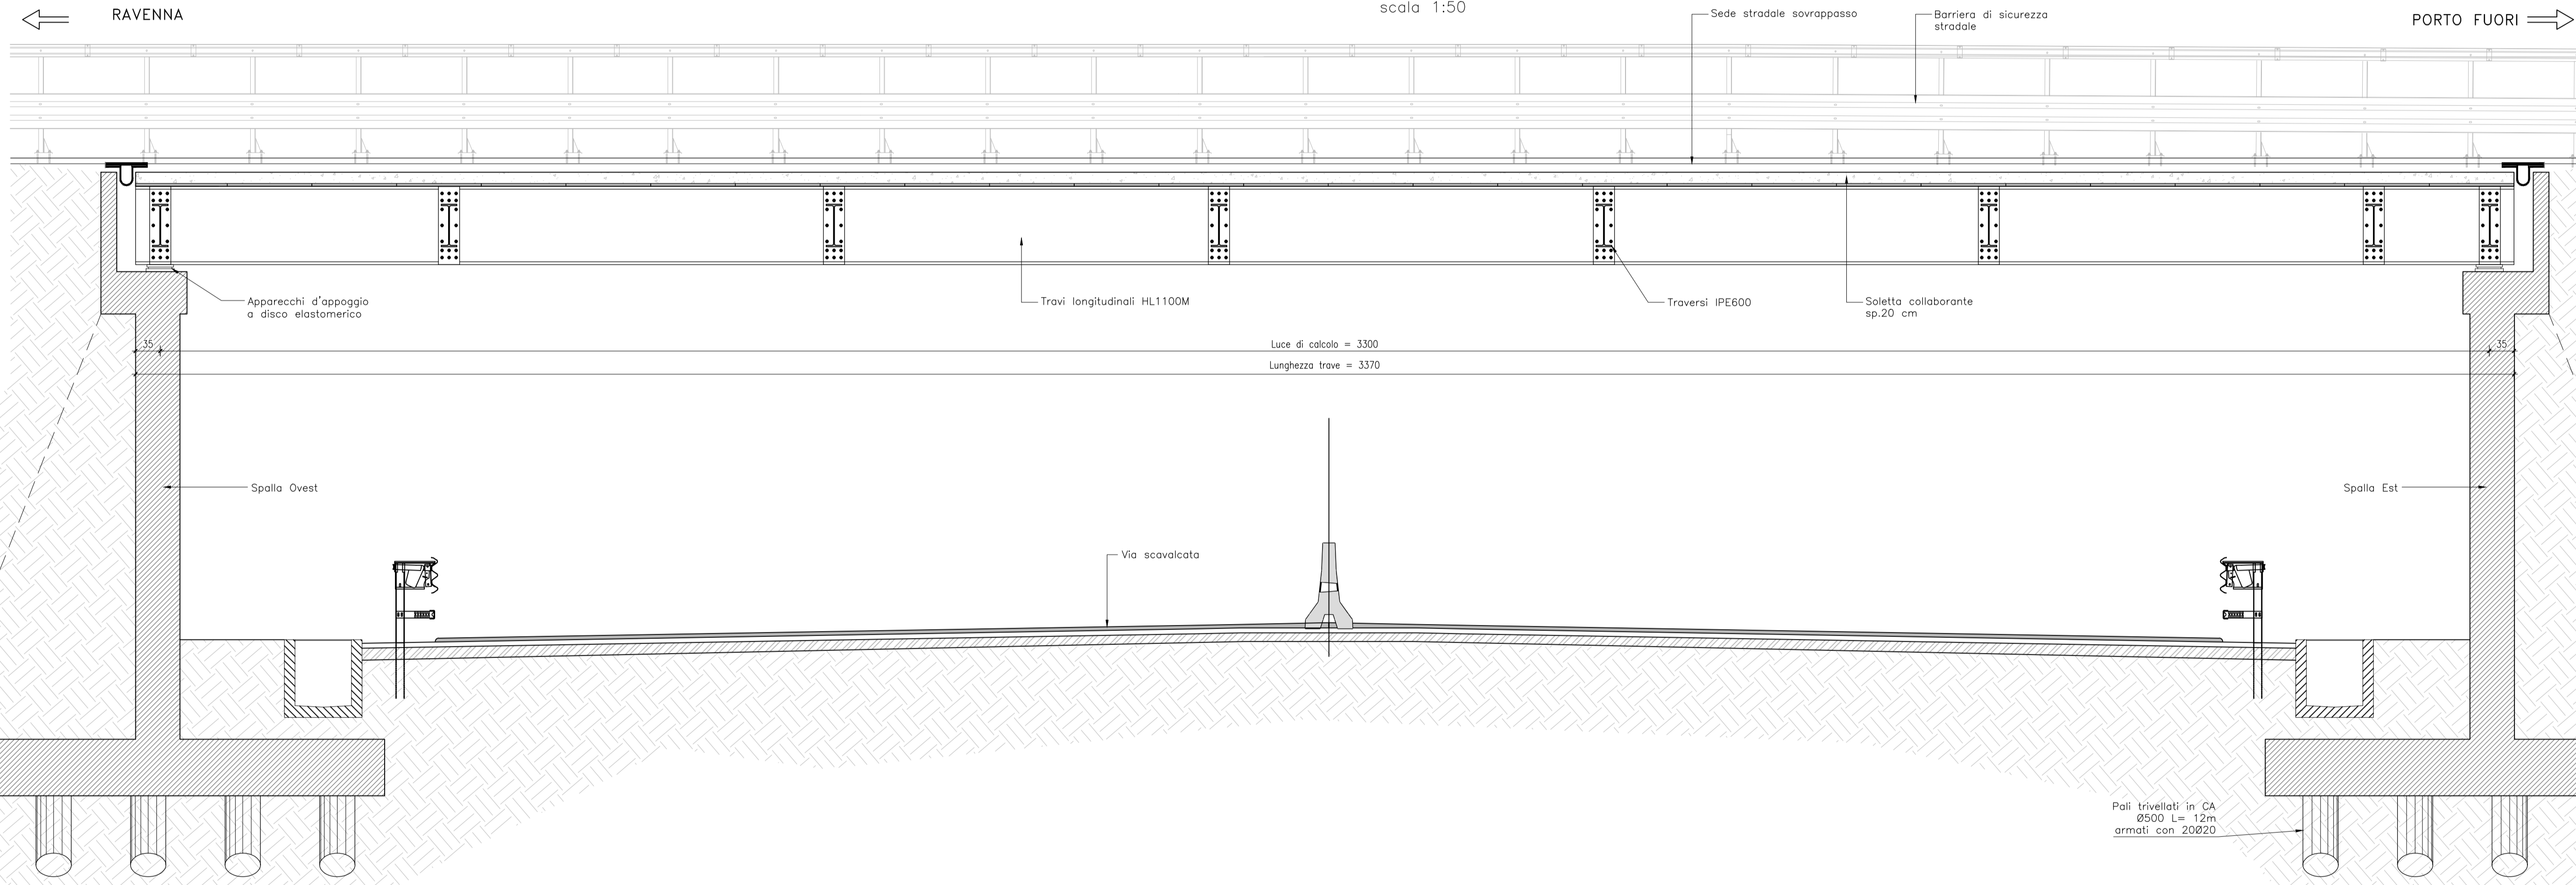 RAVENNA
scala 1:50
Sede stradale sovrappasso
Barriera di sicurezza
stradale
PORTO FUORI
Apparecchi d'appoggio
a disco elastomerico
Travi longitudinali HL1100M
Traversi IPE600
Soletta collaborante
sp.20 cm
35
Luce di calcolo = 3300
35
Lunghezza trave = 3370
Spalla Ovest
Spalla Est
Via scavalcata
Pali trivellati in CA
Ø500 L= 12m
armati con 20Ø20